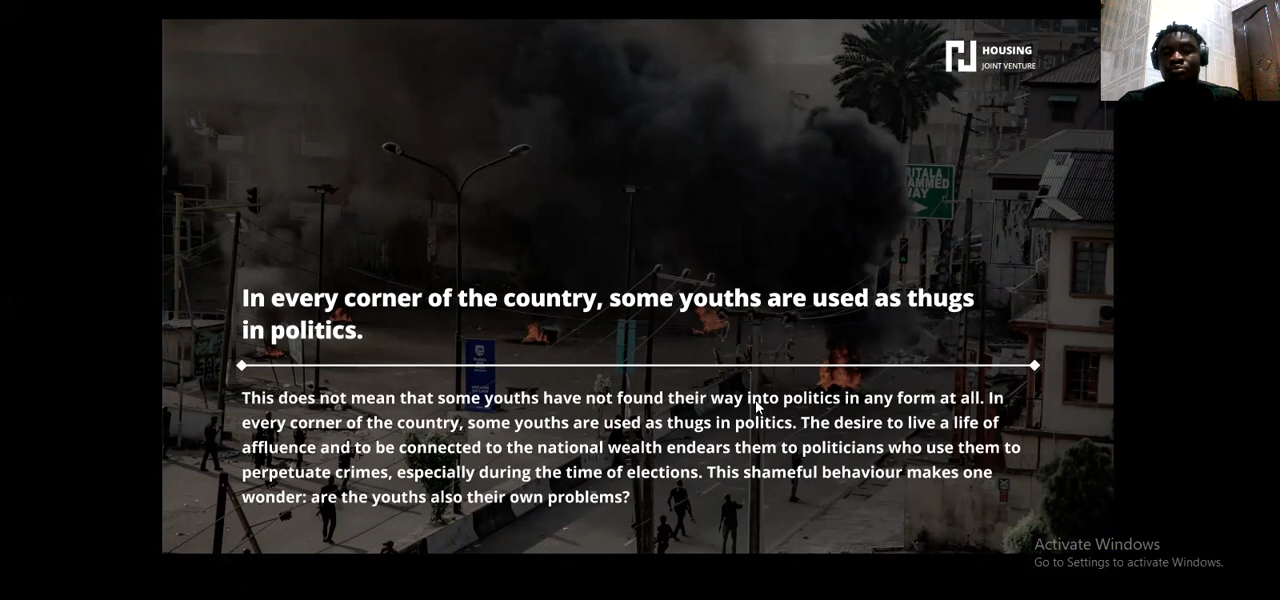 HOUSING
JOINT VENTURE
RITALA
WAY
In every corner of the country, some youths are used as thugs
in politics.
This does not mean that some youths have not found their way into politics in any form at all. In
every corner of the country, some youths are used as thugs in politics. The desire to live a life of
affluence and to be connected to the national wealth endears them to politicians who use them to
perpetuate crimes, especially during the time of elections. This shameful behaviour makes one
wonder: are the youths also their own problems?
Activate Windows
Go to Settings to activate Windows.